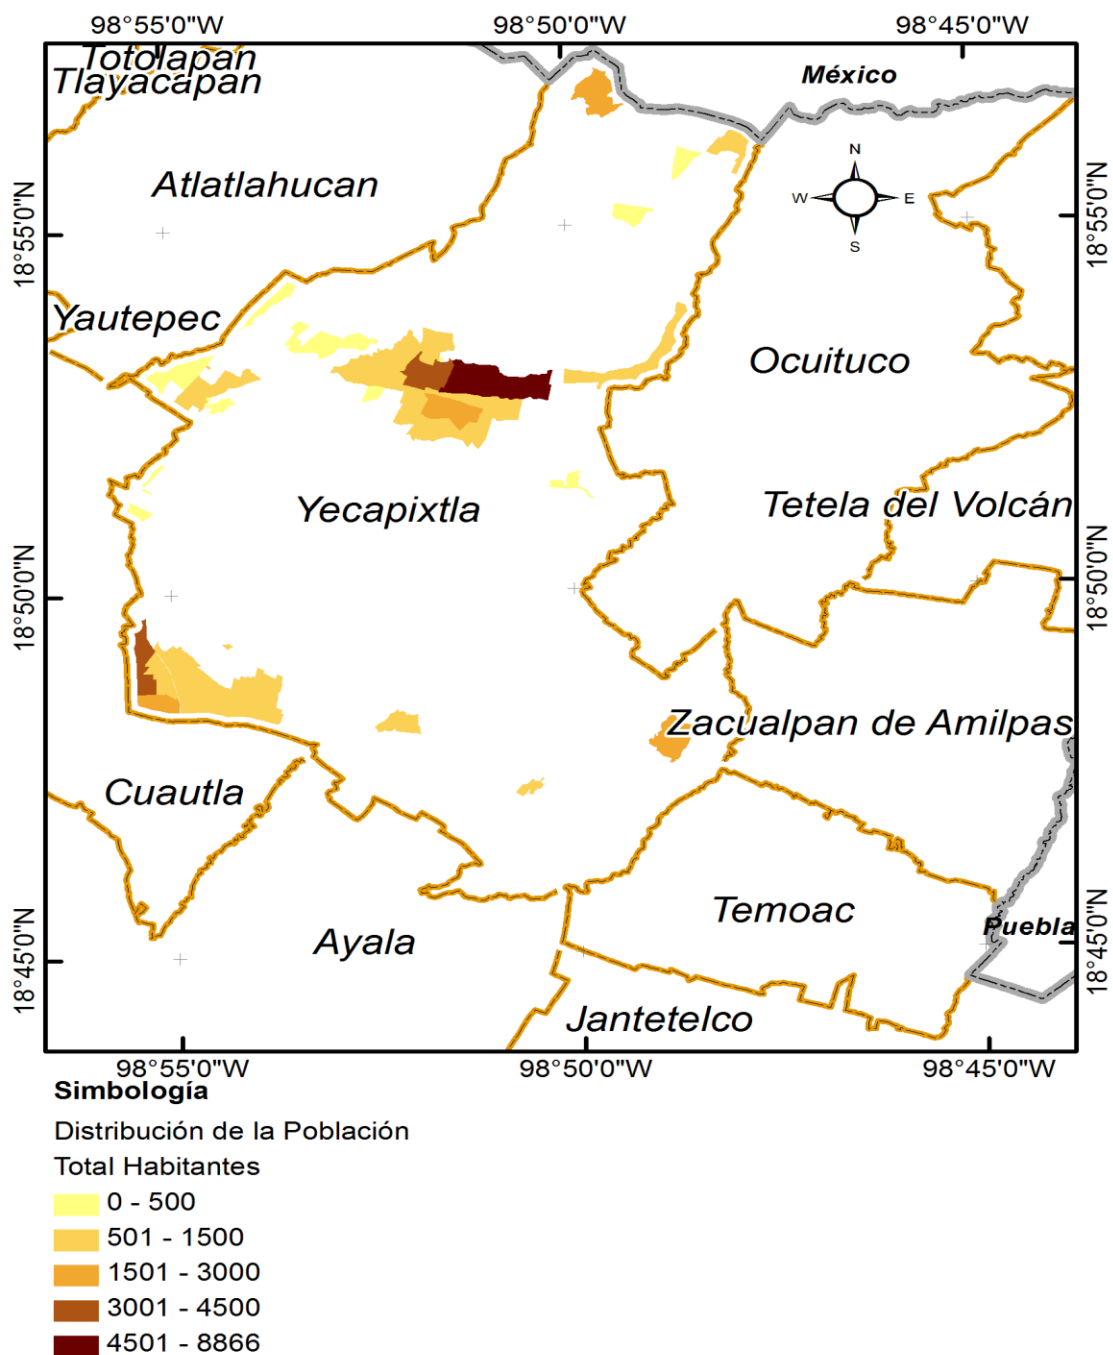 98°55'0"W 98°50'0"W 98°45'0"W
Totolapan
Tlayacapan
México
Atlatlahucan
N
W E
S
18°55'0"N 18°55'0"N
Yautepec
Ocuituco
Yecapixtla
Tetela del Volcán
18°50'0"N 18°50'0"N
Zacualpan de Amilpas
Cuautla
Temoac
Puebla
Ayala
18°45'0"N 18°45'0"N
Jantetelco
98°55'0"W 98°50'0"W 98°45'0"W
Simbología
Distribución de la Población
Total Habitantes
0 - 500
501 - 1500
1501 - 3000
3001 - 4500
4501 - 8866